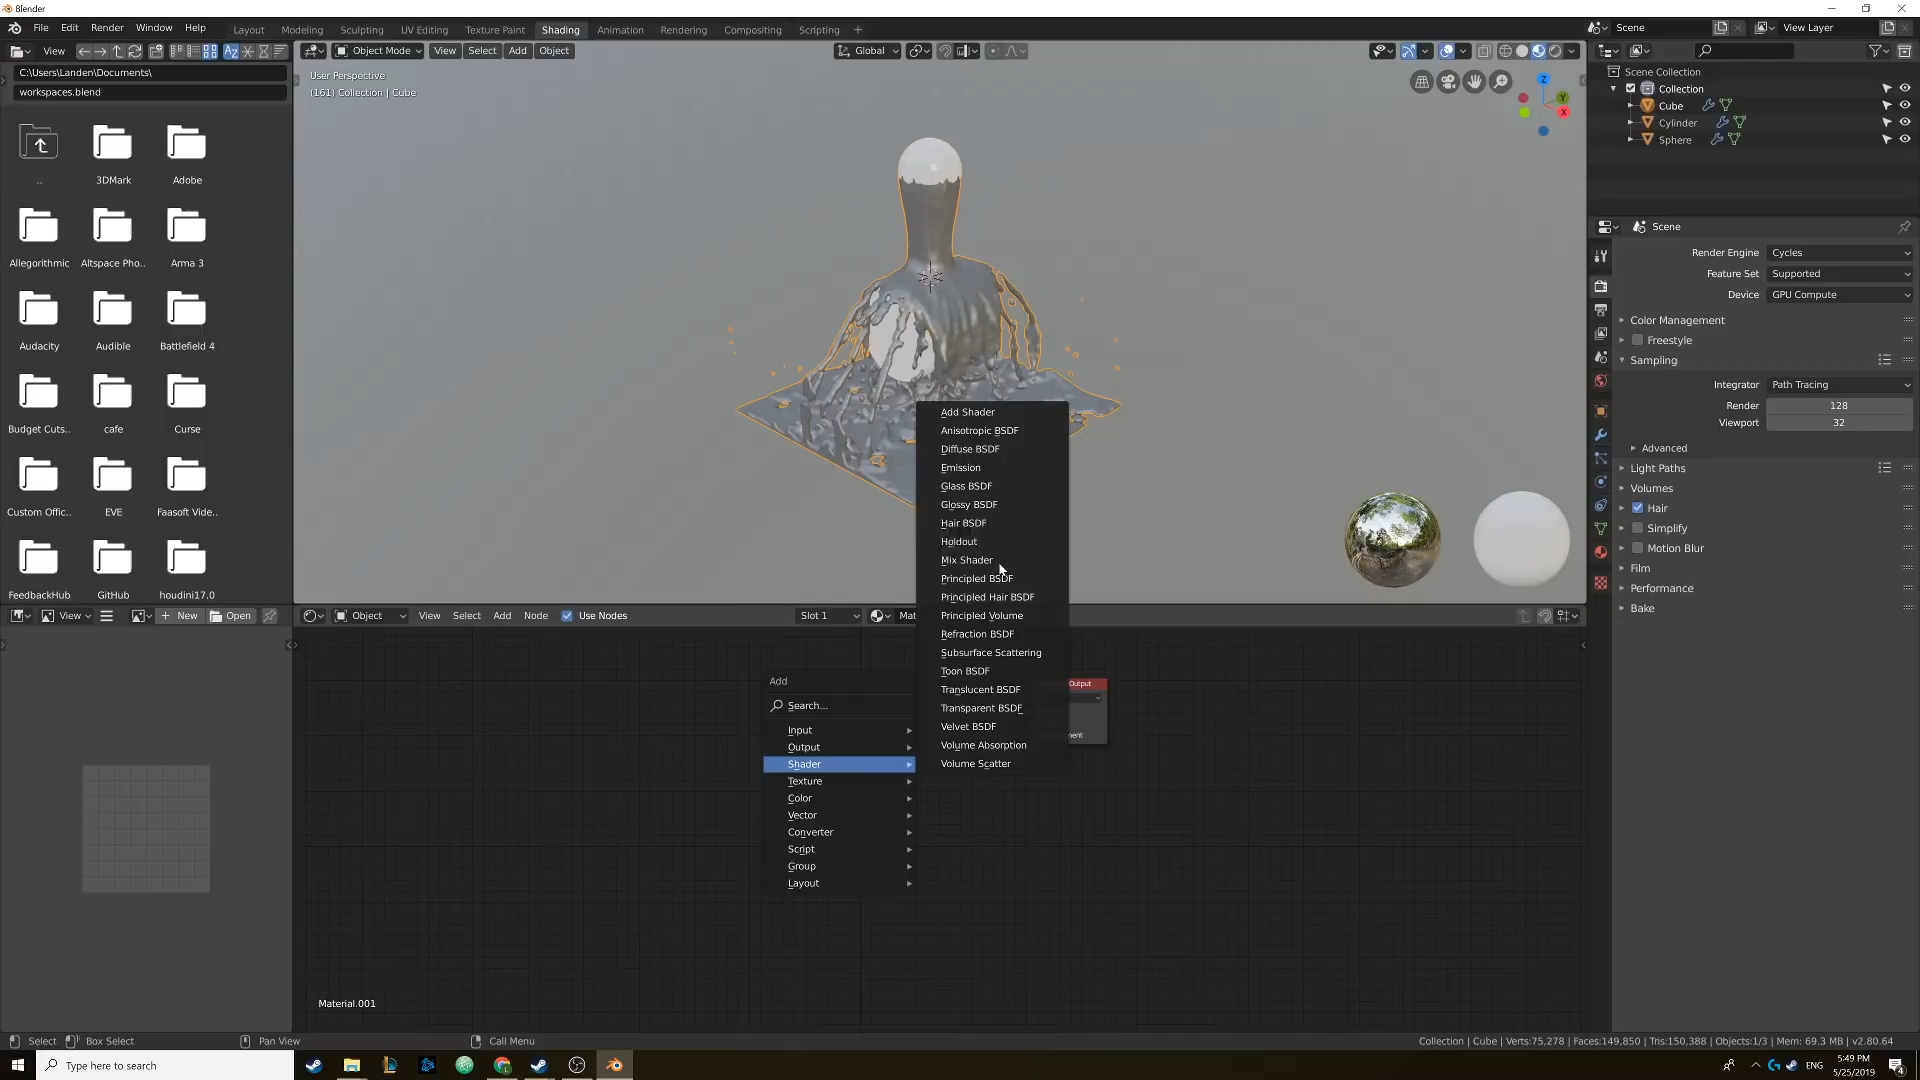 Blender
File Edit Render Window Help
Layout Modeling Sculpting UV Editing Texture Paint Shading Animation Rendering Compositing Scripting +
Scene
View Layer
View
Object Mode View Select Add Object
Global
C:\Users\Landen\Documents\
workspaces.blend
User Perspective
(161) Collection | Cube
Z
Y
X
Scene Collection
Collection
Cube
Cylinder
Sphere
..
3DMark
Adobe
Allegorithmic
Altspace Pho..
Arma 3
Audacity
Audible
Battlefield 4
Budget Cuts..
cafe
Curse
Custom Offic..
EVE
Faasoft Vide..
FeedbackHub
GitHub
houdini17.0
Scene
Render Engine Cycles
Feature Set Supported
Device GPU Compute
Color Management
Freestyle
Sampling
Integrator Path Tracing
Render 128
Viewport 32
Advanced
Light Paths
Volumes
Hair
Simplify
Motion Blur
Film
Performance
Bake
Add Shader
Anisotropic BSDF
Diffuse BSDF
Emission
Glass BSDF
Glossy BSDF
Hair BSDF
Holdout
Mix Shader
Principled BSDF
Principled Hair BSDF
Principled Volume
Refraction BSDF
Subsurface Scattering
Toon BSDF
Translucent BSDF
Transparent BSDF
Velvet BSDF
Volume Absorption
Volume Scatter
View
New
Open
Object View Select Add Node Use Nodes
Slot 1
Mat
Output
ment
Add
Search...
Input
Output
Shader
Texture
Color
Vector
Converter
Script
Group
Layout
Material.001
Select Box Select Pan View Call Menu
Collection | Cube | Verts:75,278 | Faces:149,850 | Tris:150,388 | Objects:1/3 | Mem: 69.3 MB | v2.80.64
Type here to search
ENG
5:49 PM
5/25/2019
4